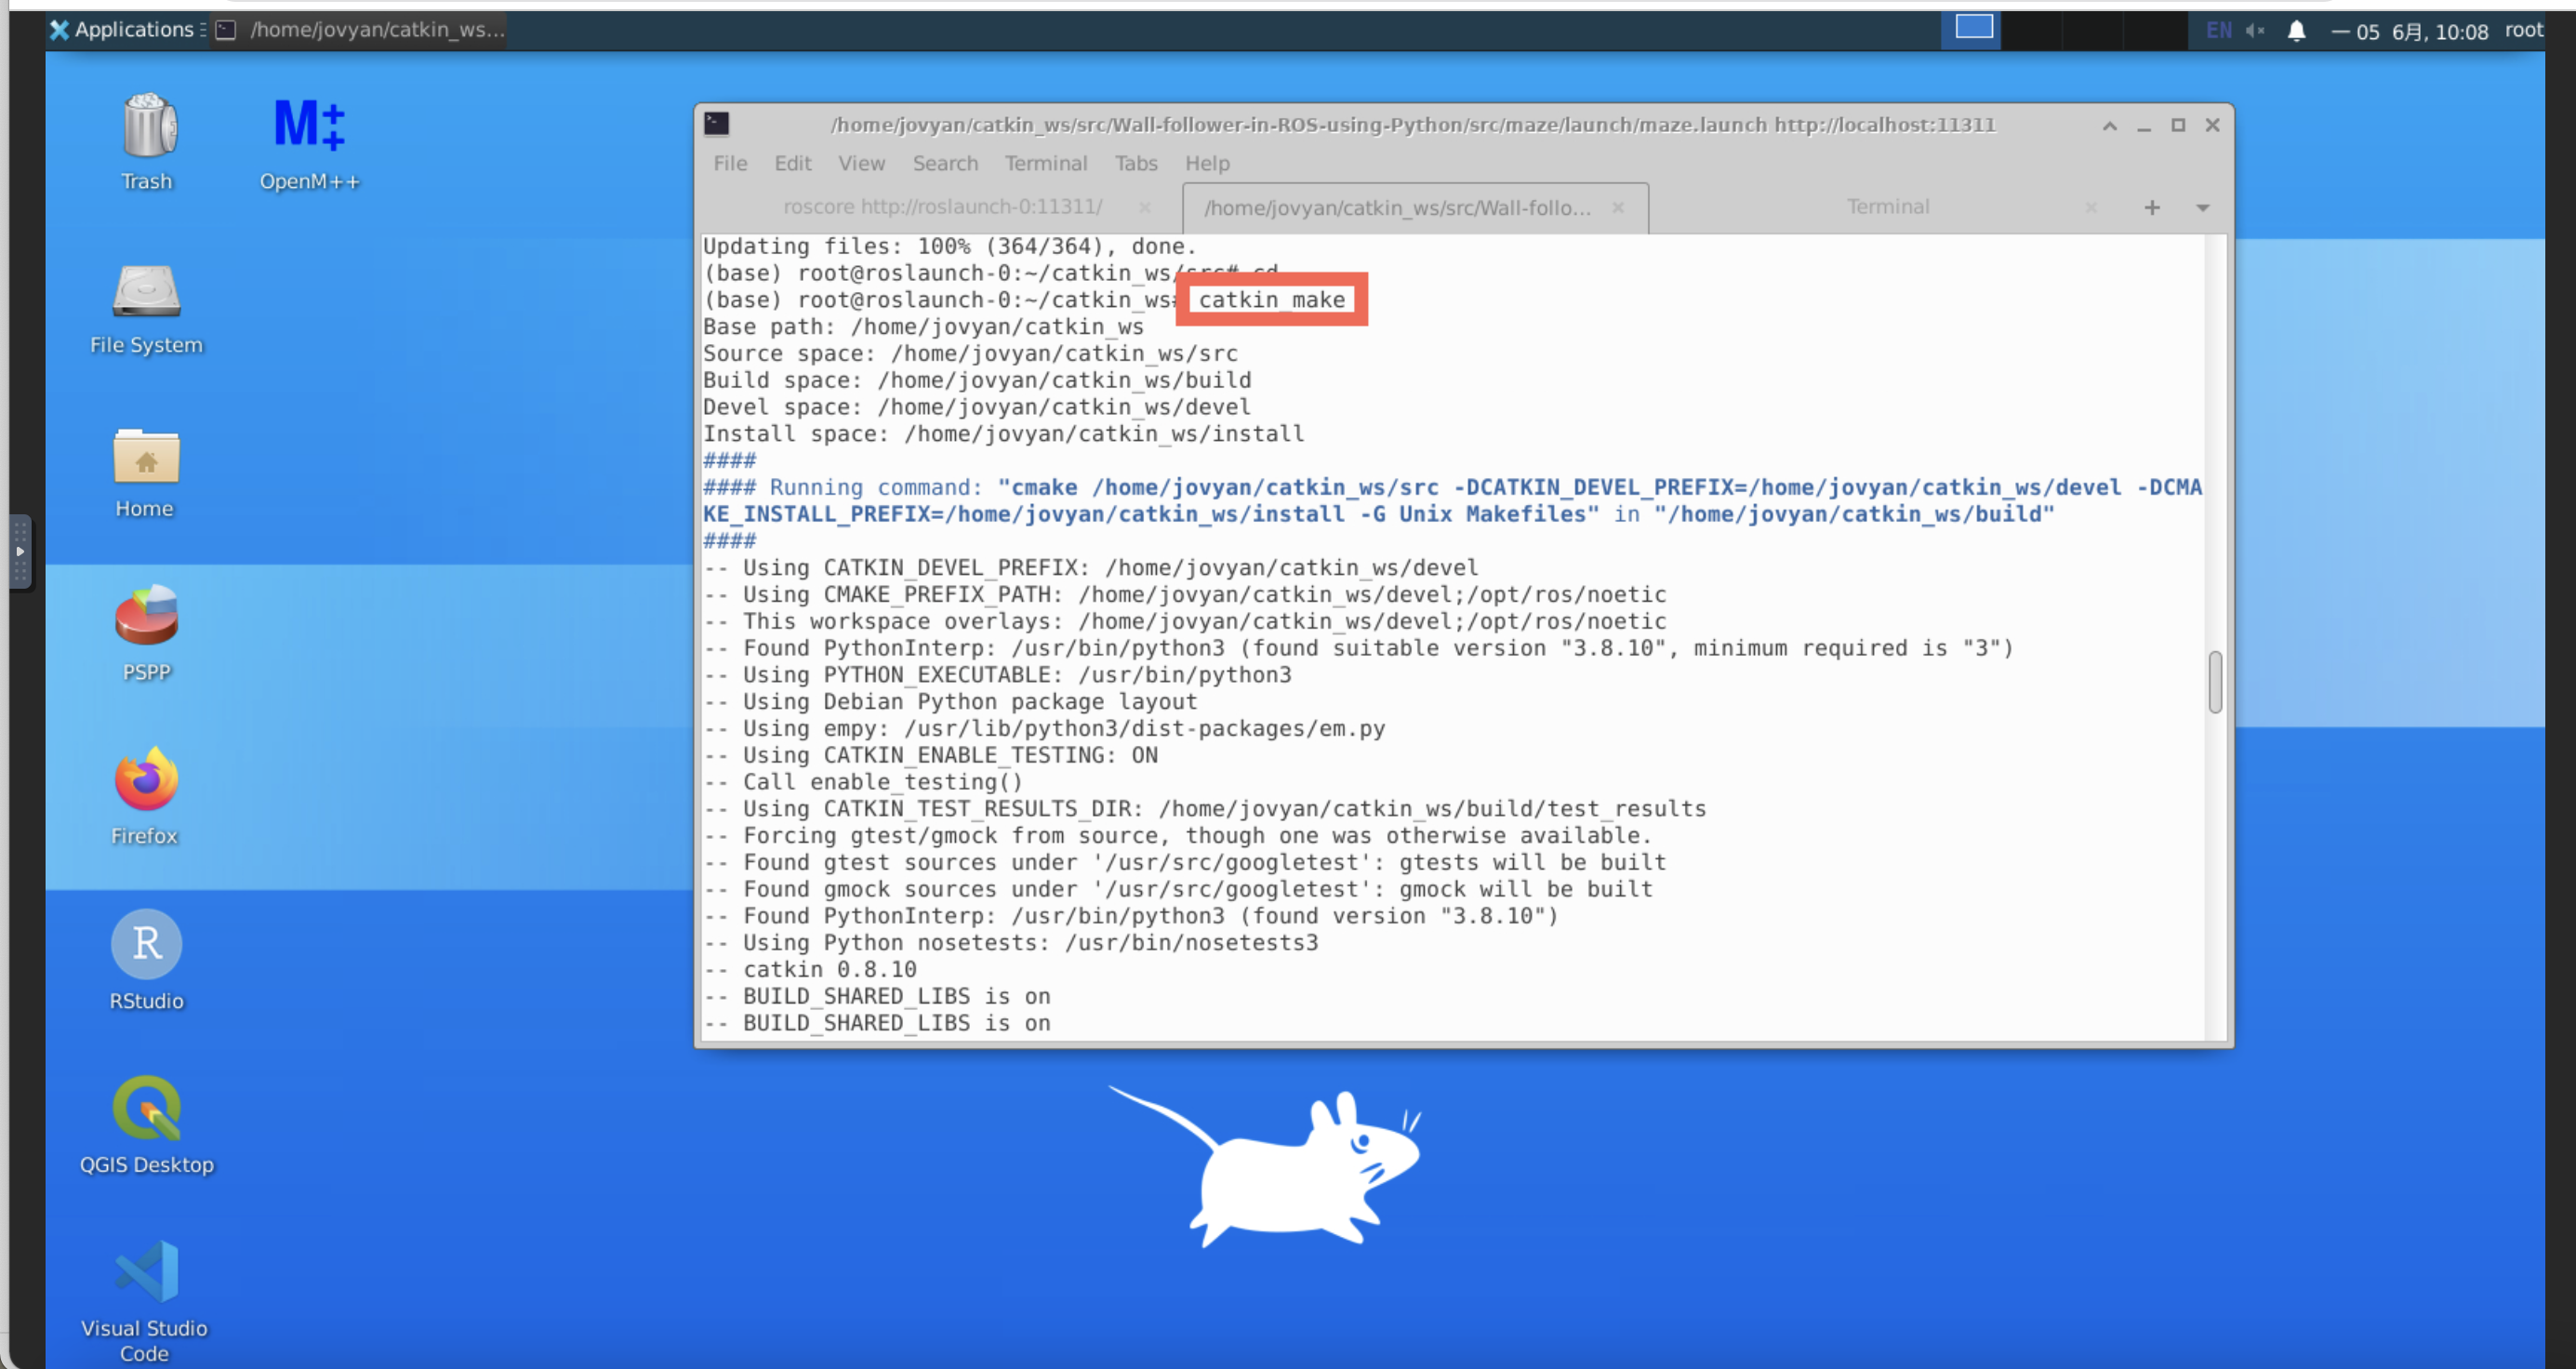 Applications
/home/jovyan/catkin_ws...
EN
一 05 6月, 10:08
root
Trash
OpenM++
File System
Home
PSPP
Firefox
RStudio
QGIS Desktop
Visual Studio
Code
/home/jovyan/catkin_ws/src/Wall-follower-in-ROS-using-Python/src/maze/launch/maze.launch http://localhost:11311
File Edit View Search Terminal Tabs Help
roscore http://roslaunch-0:11311/
/home/jovyan/catkin_ws/src/Wall-follo...
Terminal
Updating files: 100% (364/364), done.
(base) root@roslaunch-0:~/catkin_ws/src# cd
(base) root@roslaunch-0:~/catkin_ws# catkin_make
Base path: /home/jovyan/catkin_ws
Source space: /home/jovyan/catkin_ws/src
Build space: /home/jovyan/catkin_ws/build
Devel space: /home/jovyan/catkin_ws/devel
Install space: /home/jovyan/catkin_ws/install
####
#### Running command: "cmake /home/jovyan/catkin_ws/src -DCATKIN_DEVEL_PREFIX=/home/jovyan/catkin_ws/devel -DCMA
KE_INSTALL_PREFIX=/home/jovyan/catkin_ws/install -G Unix Makefiles" in "/home/jovyan/catkin_ws/build"
####
-- Using CATKIN_DEVEL_PREFIX: /home/jovyan/catkin_ws/devel
-- Using CMAKE_PREFIX_PATH: /home/jovyan/catkin_ws/devel;/opt/ros/noetic
-- This workspace overlays: /home/jovyan/catkin_ws/devel;/opt/ros/noetic
-- Found PythonInterp: /usr/bin/python3 (found suitable version "3.8.10", minimum required is "3")
-- Using PYTHON_EXECUTABLE: /usr/bin/python3
-- Using Debian Python package layout
-- Using empy: /usr/lib/python3/dist-packages/em.py
-- Using CATKIN_ENABLE_TESTING: ON
-- Call enable_testing()
-- Using CATKIN_TEST_RESULTS_DIR: /home/jovyan/catkin_ws/build/test_results
-- Forcing gtest/gmock from source, though one was otherwise available.
-- Found gtest sources under '/usr/src/googletest': gtests will be built
-- Found gmock sources under '/usr/src/googletest': gmock will be built
-- Found PythonInterp: /usr/bin/python3 (found version "3.8.10")
-- Using Python nosetests: /usr/bin/nosetests3
-- catkin 0.8.10
-- BUILD_SHARED_LIBS is on
-- BUILD_SHARED_LIBS is on